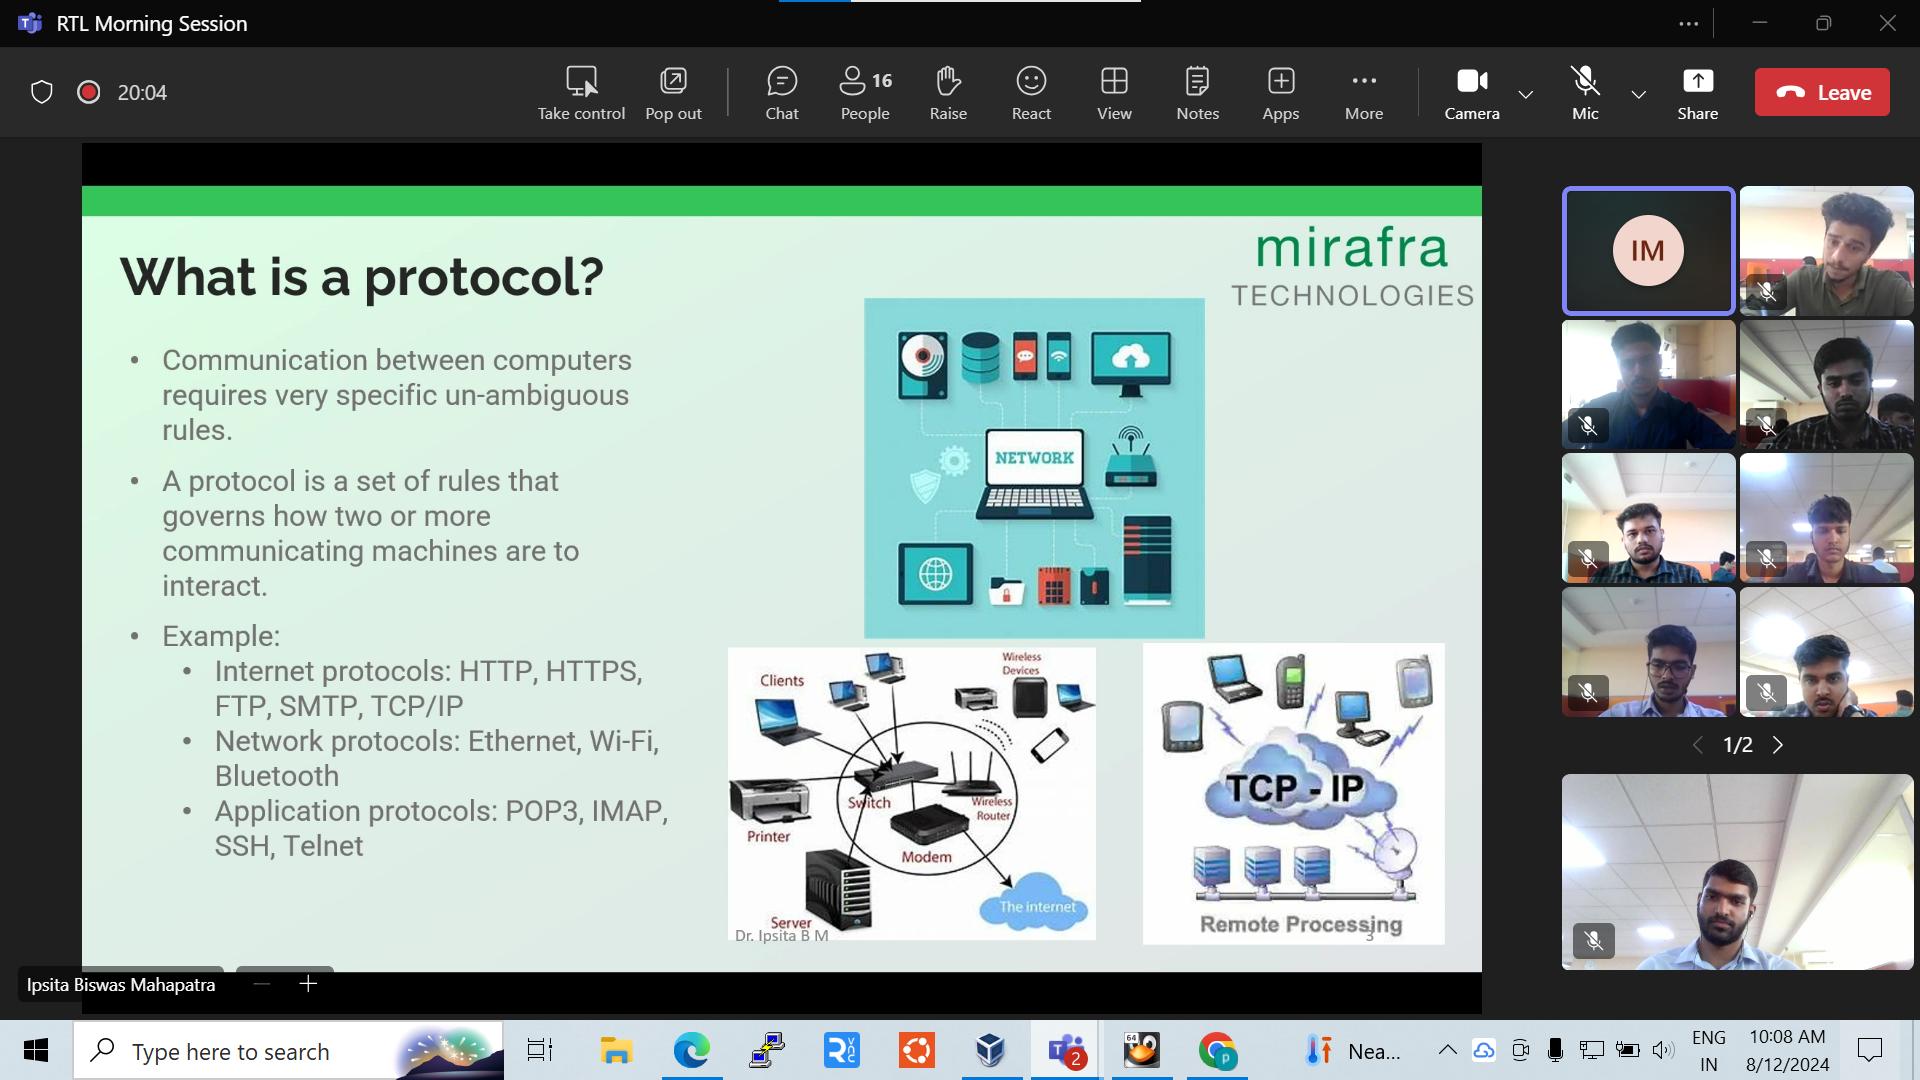 RTL Morning Session
20:04
Take control
Pop out
Chat
16
People
Raise
React
View
Notes
Apps
More
Camera
Mic
Share
Leave
What is a protocol?
mirafra
TECHNOLOGIES
• Communication between computers
requires very specific un-ambiguous
rules.
• A protocol is a set of rules that
governs how two or more
communicating machines are to
interact.
• Example:
• Internet protocols: HTTP, HTTPS,
FTP, SMTP, TCP/IP
• Network protocols: Ethernet, Wi-Fi,
Bluetooth
• Application protocols: POP3, IMAP,
SSH, Telnet
NETWORK
Clients
Wireless
Devices
Switch
Wireless
Router
Printer
Modem
Server
The internet
TCP - IP
Remote Processing
Dr. Ipsita B M
3
IM
1/2
Ipsita Biswas Mahapatra
Type here to search
2
64
p
Nea...
ENG
IN
10:08 AM
8/12/2024